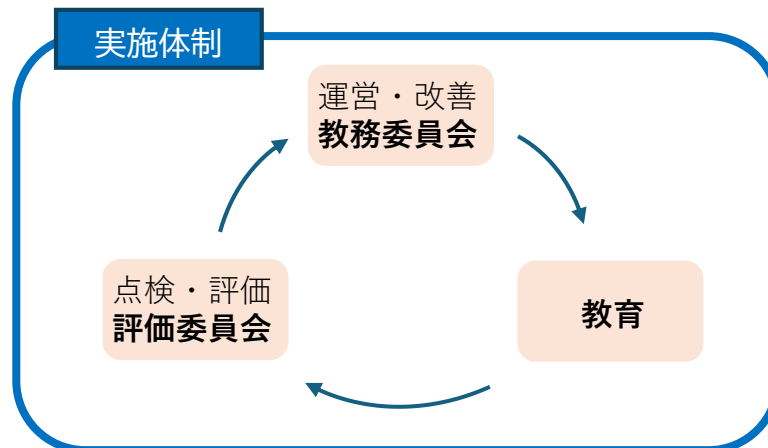 実施体制
運営・改善
教務委員会
点検・評価
評価委員会
教育